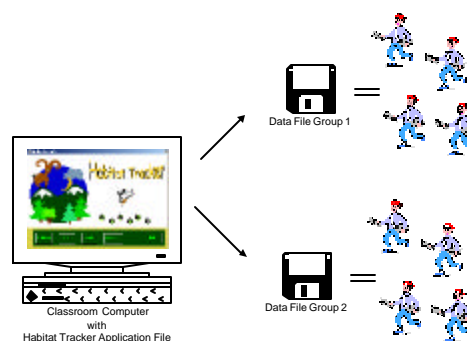 Data File Group 1
Habitat Tracker
Data File Group 2
Classroom Computer
with
Habitat Tracker Application File